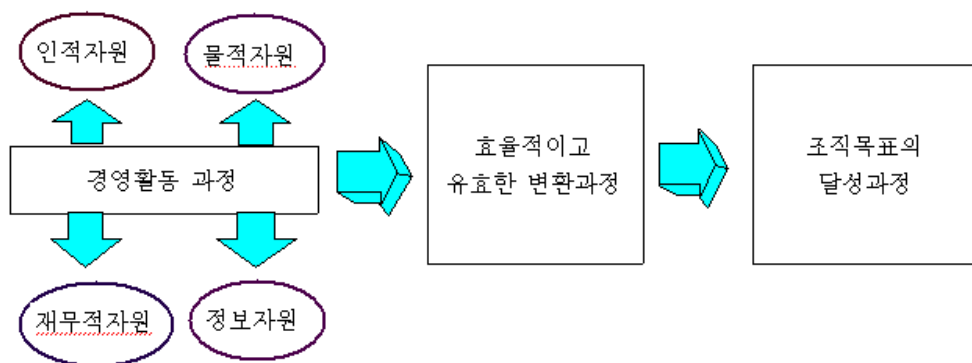 인적자원
물적자원
경영활동 과정
재무적자원
정보자원
효율적이고
유효한 변환과정
조직목표의
달성과정